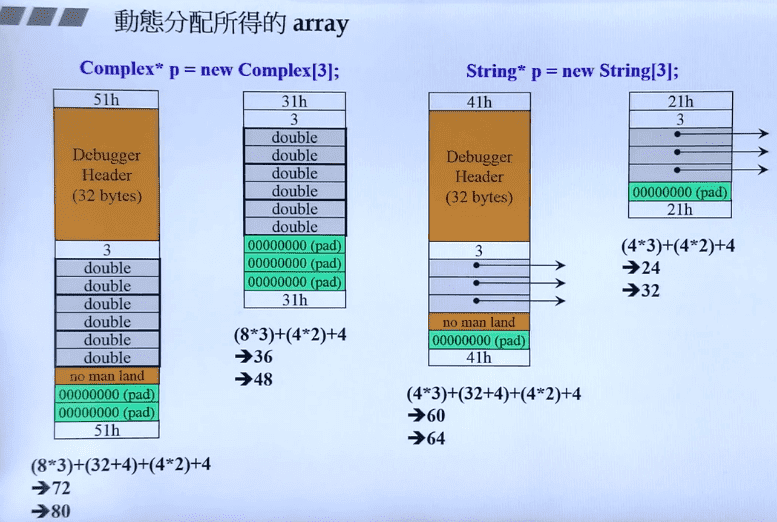 動態分配所得的 array
Complex* p = new Complex[3];
51h
Debugger
Header
(32 bytes)
3
double
double
double
double
double
double
no man land
00000000 (pad)
00000000 (pad)
51h
(8*3)+(32+4)+(4*2)+4
➔72
➔80
31h
3
double
double
double
double
double
double
00000000 (pad)
00000000 (pad)
00000000 (pad)
31h
(8*3)+(4*2)+4
➔36
➔48
String* p = new String[3];
41h
Debugger
Header
(32 bytes)
3
no man land
00000000 (pad)
41h
(4*3)+(32+4)+(4*2)+4
➔60
➔64
21h
3
00000000 (pad)
21h
(4*3)+(4*2)+4
➔24
➔32